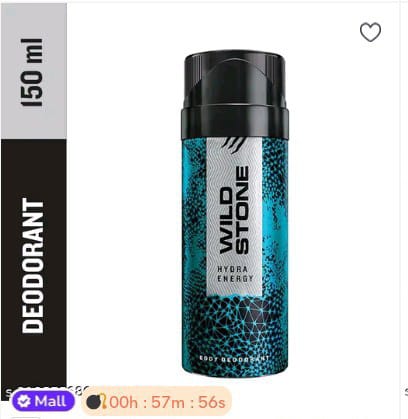 150 ml
DEODORANT
WILD
STONE
HYDRA
ENERGY
BODY DEODORANT
Mall
00h : 57m : 56s